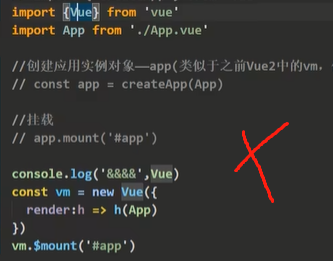 import {Vue} from 'vue'
import App from './App.vue'
//创建应用实例对象——app(类似于之前Vue2中的vm,
// const app = createApp(App)
//挂载
// app.mount('#app')
console.log('&&&&',Vue)
const vm = new Vue({
render:h => h(App)
})
vm.$mount('#app')